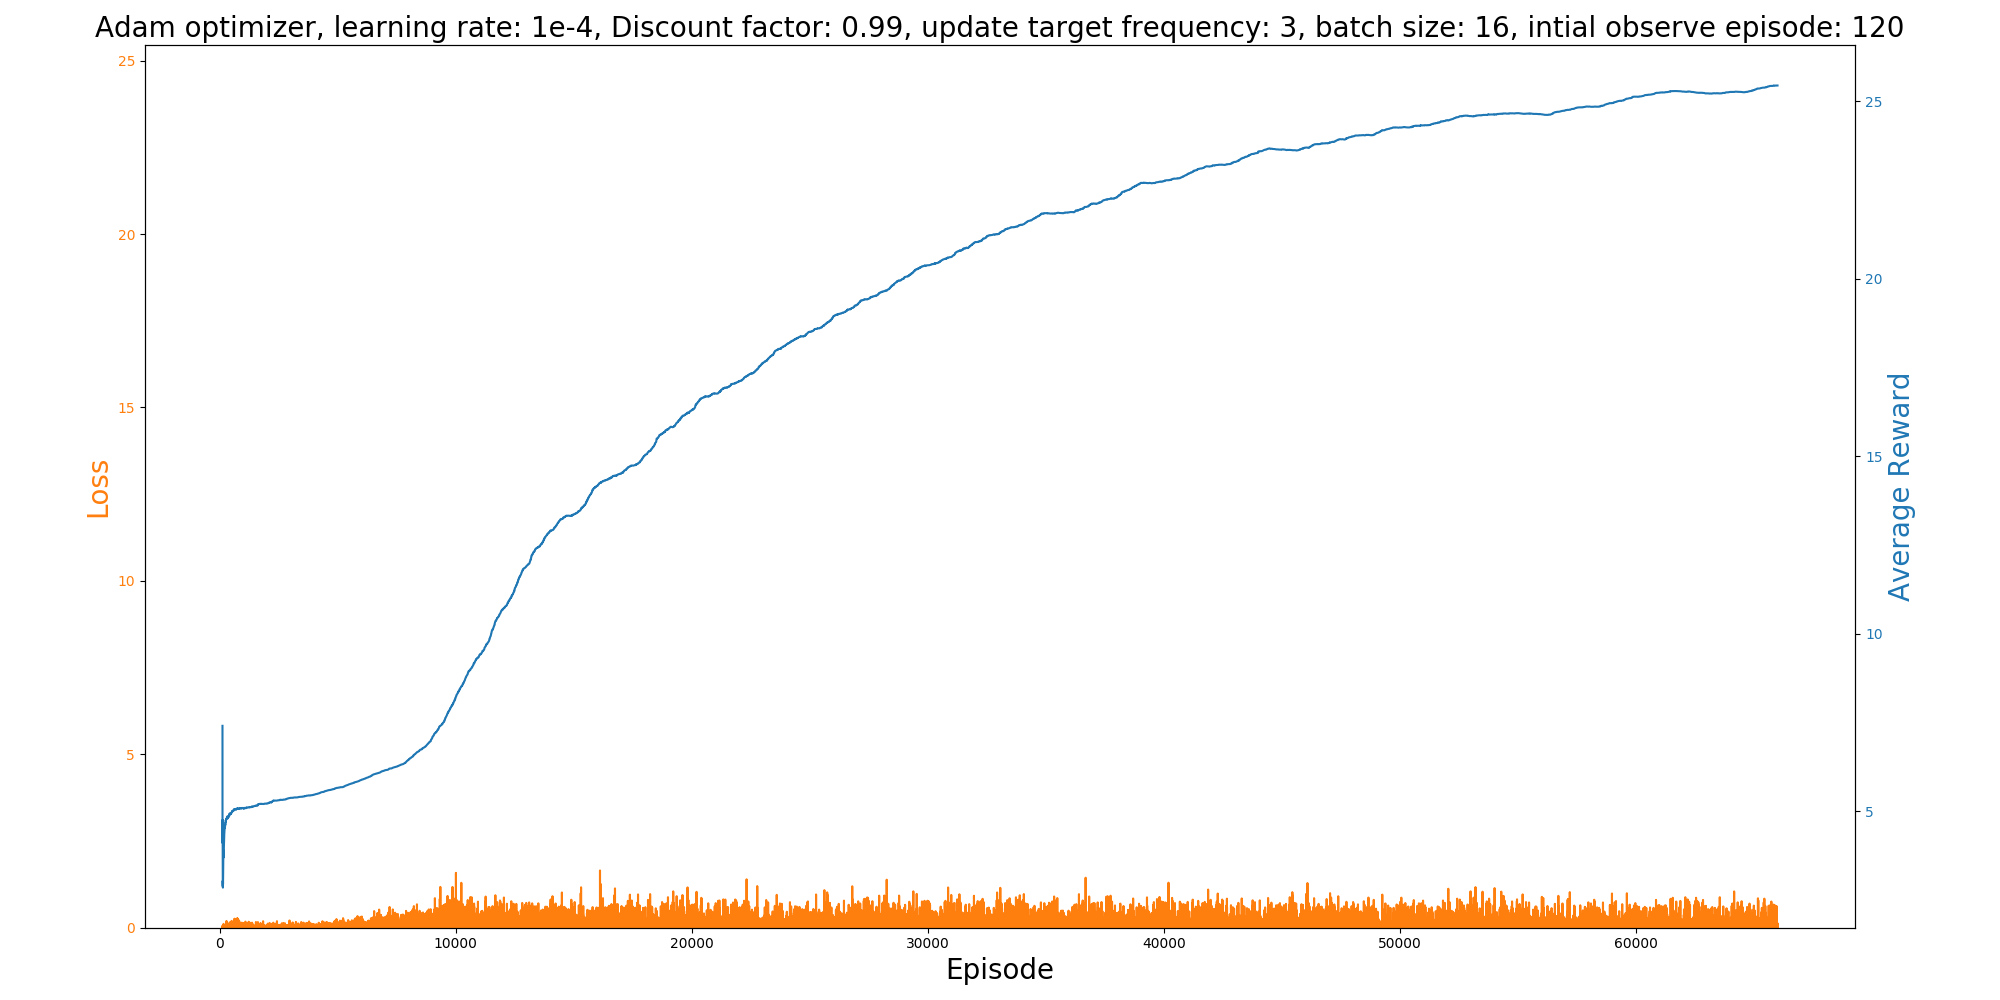 Adam optimizer, learning rate: 1e-4, Discount factor: 0.99, update target frequency: 3, batch size: 16, intial observe episode: 120
25
20
15
10
5
0
Loss
25
20
15
10
5
Average Reward
0 10000 20000 30000 40000 50000 60000
Episode